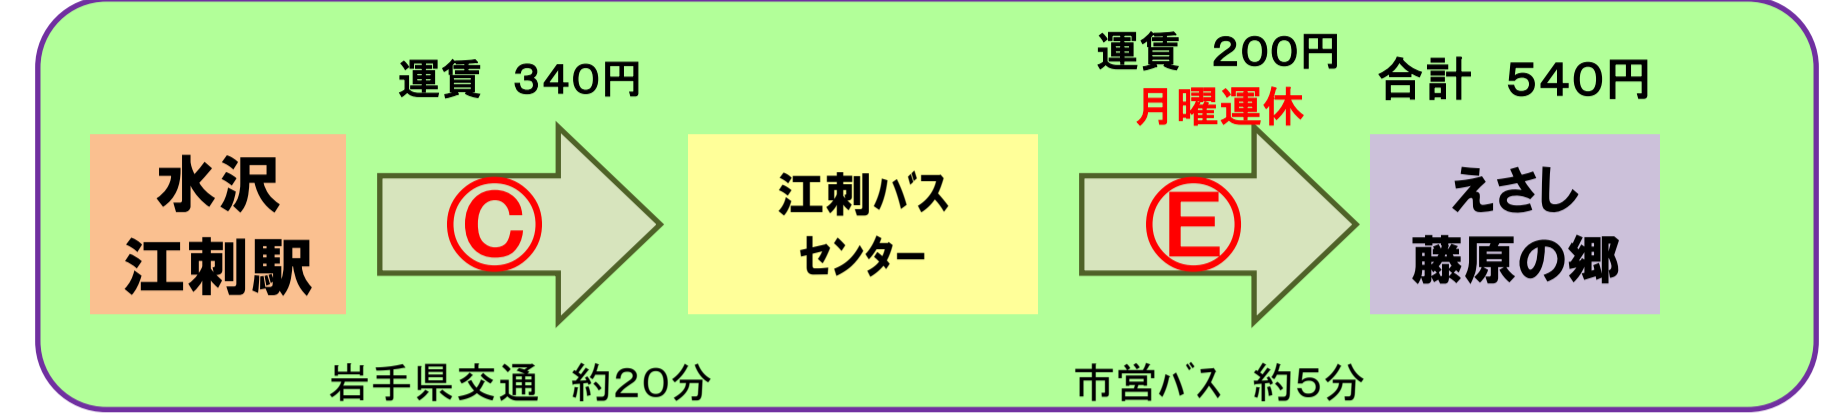 運賃　３４０円
運賃　２００円
月曜運休
合計　５４０円
水沢
江刺駅
Ⓒ
江刺ﾊﾞｽ
ｾﾝﾀｰ
Ⓔ
えさし
藤原の郷
岩手県交通　約２０分
市営ﾊﾞｽ　約５分